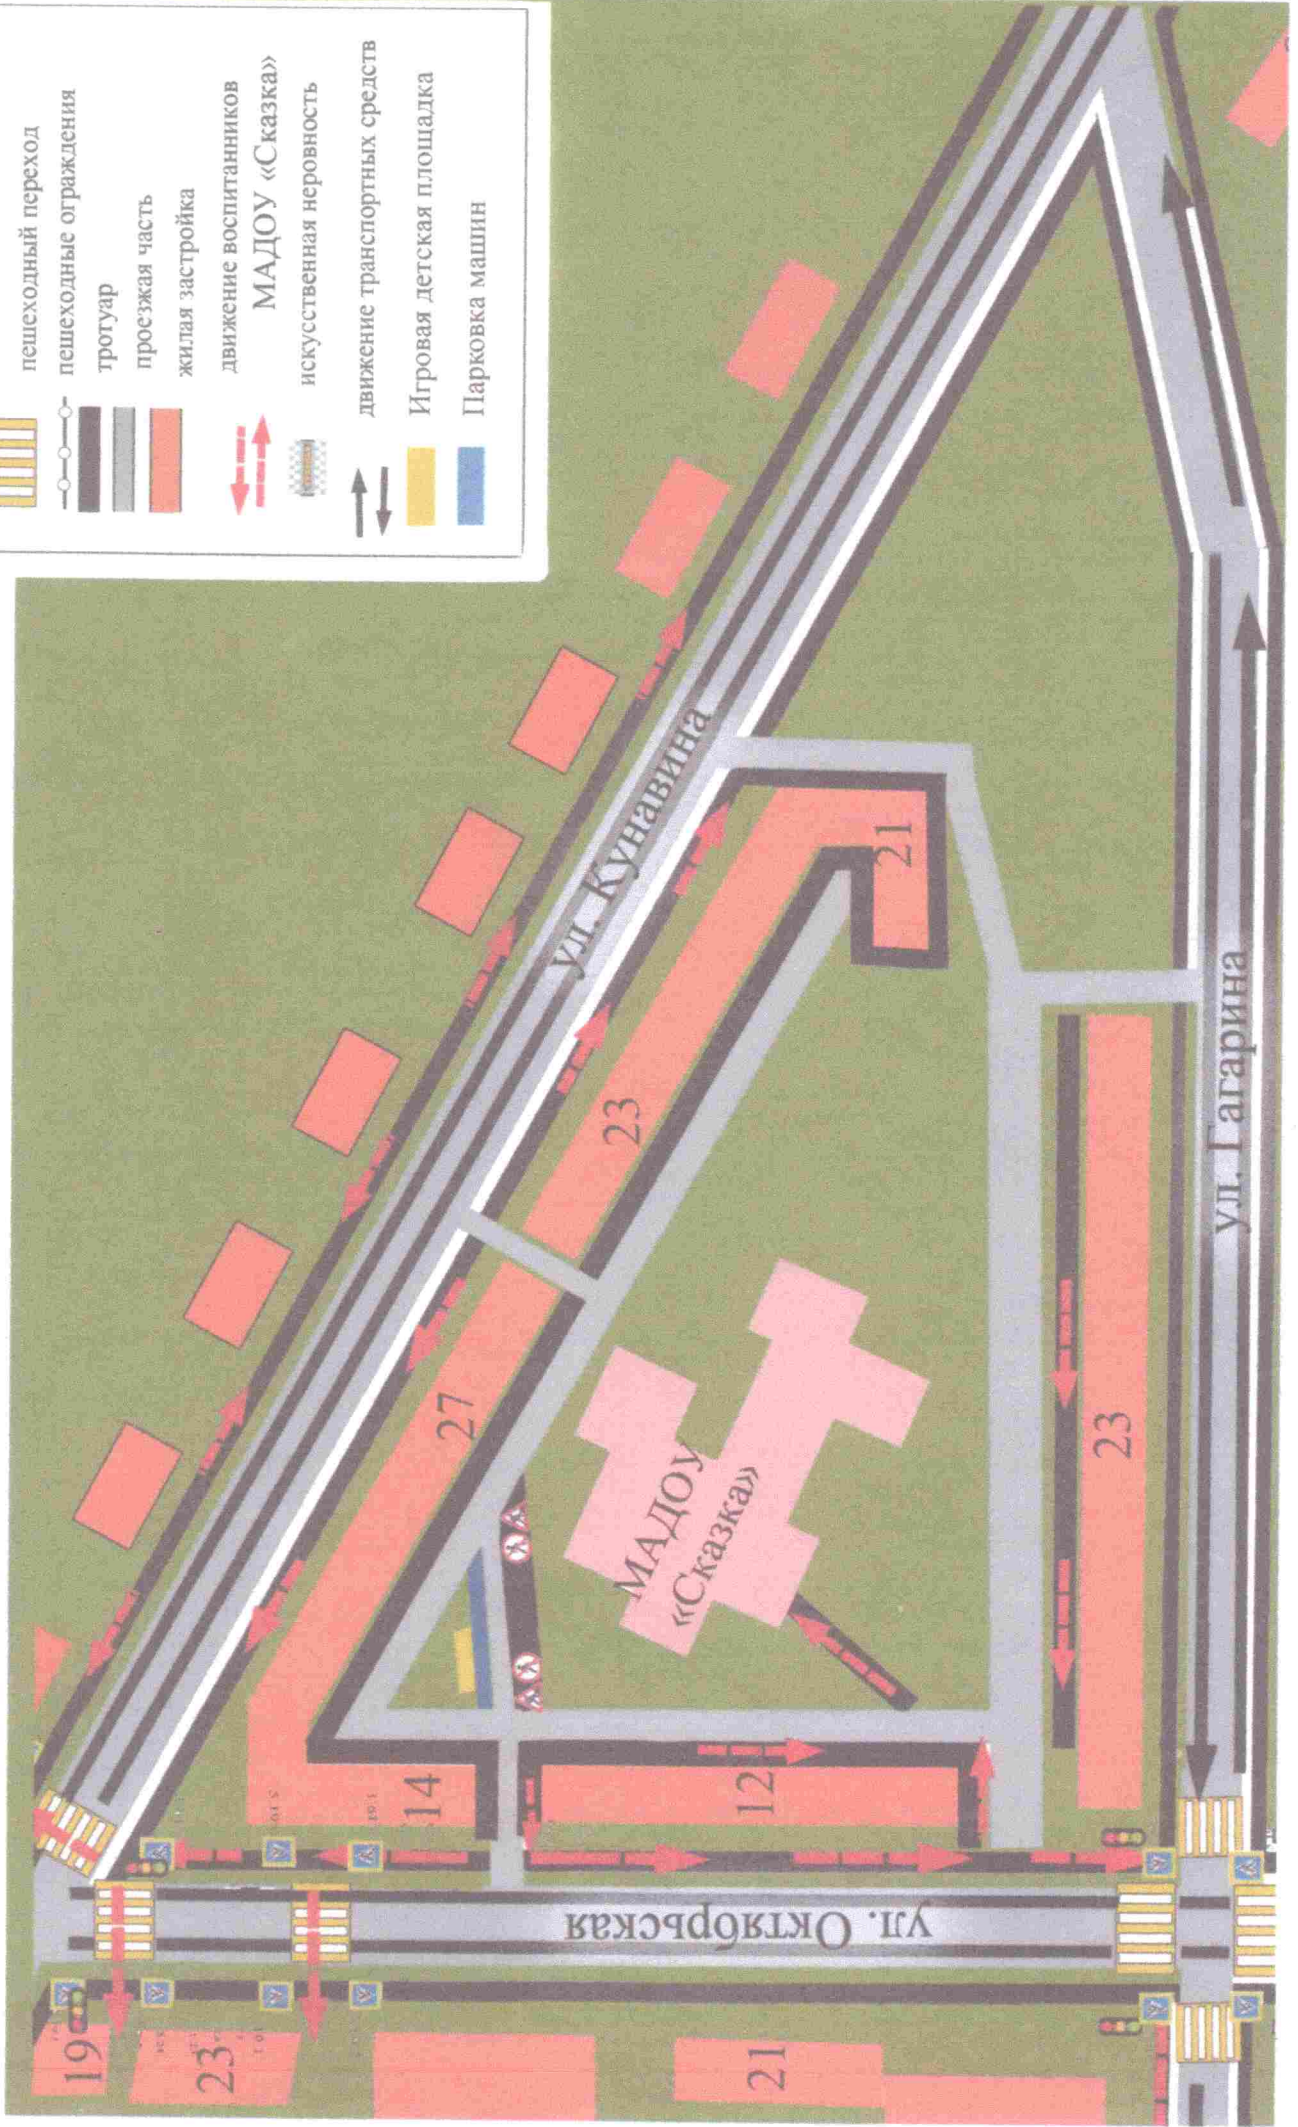 пешеходный переход
пешеходные ограждения
тротуар
проезжая часть
жилая застройка
движение воспитанников
МАДОУ «Сказка»
искусственная неровность
движение транспортных средств
Игровая детская площадка
Парковка машин
ул. Кунавина
21
23
27
14
12
МАДОУ
«Сказка»
23
ул. Гагарина
ул. Октябрьская
19
23
21